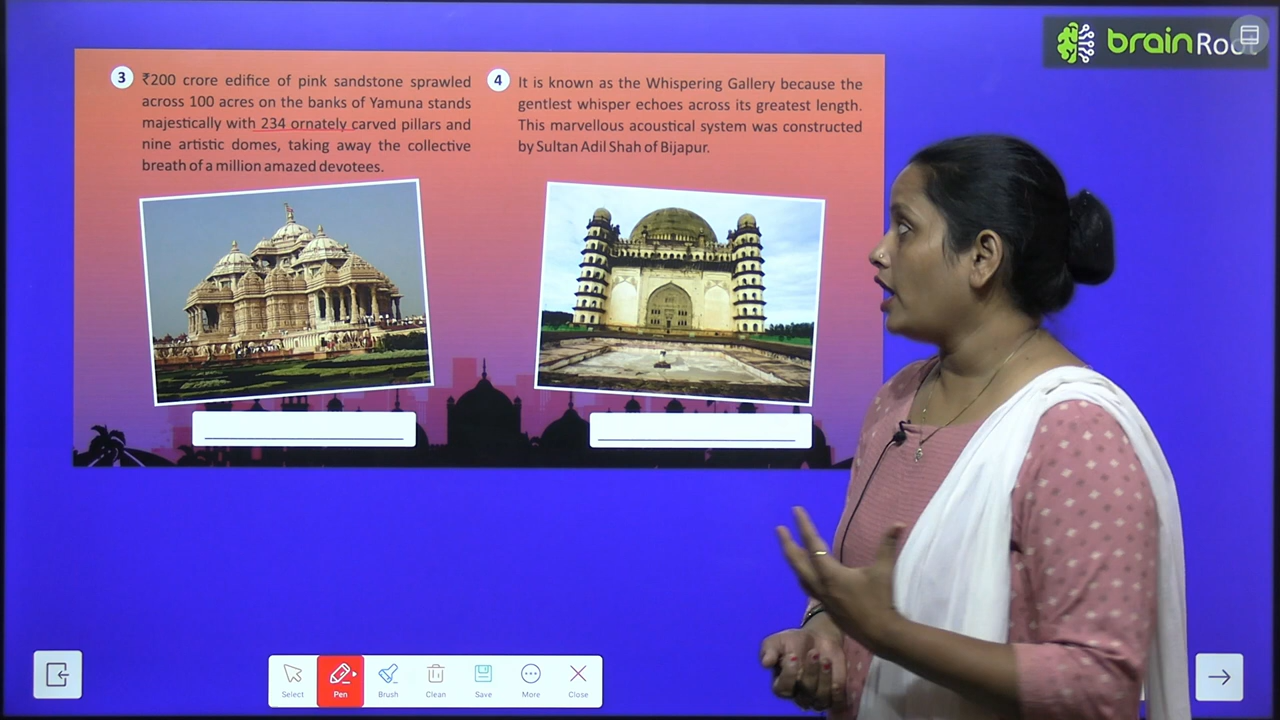 brainRoot
3
₹200 crore edifice of pink sandstone sprawled
across 100 acres on the banks of Yamuna stands
majestically with 234 ornately carved pillars and
nine artistic domes, taking away the collective
breath of a million amazed devotees.
4
It is known as the Whispering Gallery because the
gentlest whisper echoes across its greatest length.
This marvellous acoustical system was constructed
by Sultan Adil Shah of Bijapur.
Select
Pen
Brush
Clean
Save
More
Close